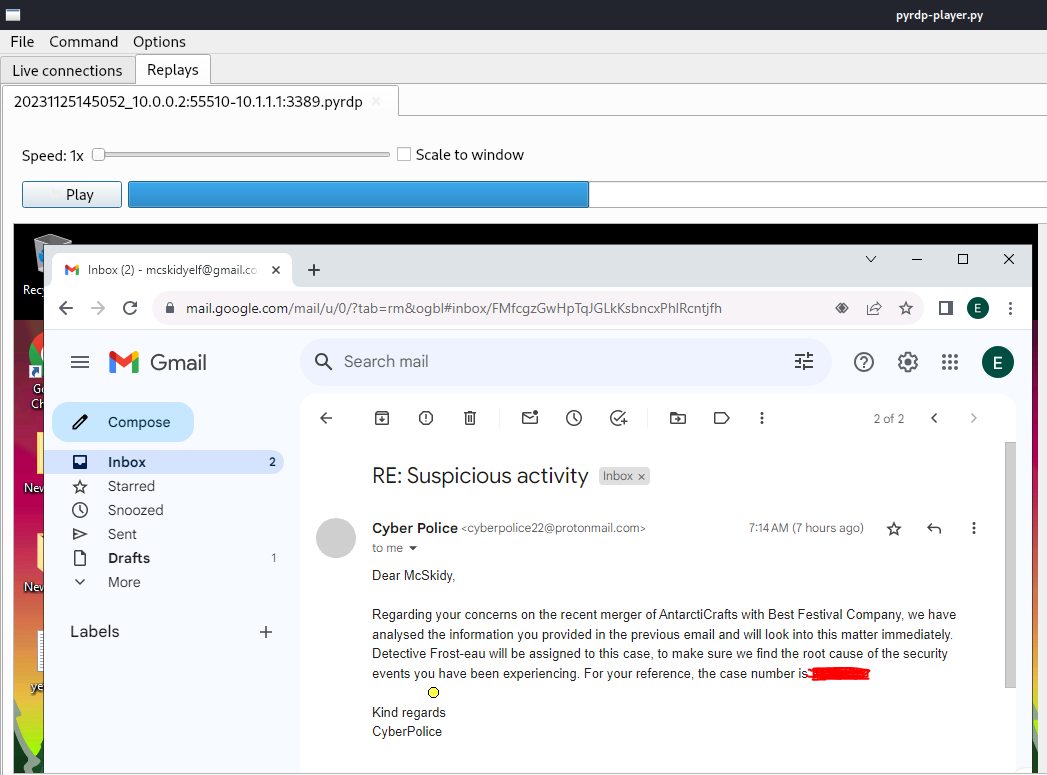 pyrdp-player.py
File Command Options
Live connections Replays
20231125145052_10.0.0.2:55510-10.1.1.1:3389.pyrdp ×
Speed: 1x Scale to window
Play
Inbox (2) - mcskidyelf@gmail.co × +
mail.google.com/mail/u/0/?tab=rm&ogbl#inbox/FMfcgzGwHpTqJGLkKsbncxPhlRcntjfh E
Gmail Search mail E
Compose 2 of 2
Inbox 2
Starred
Snoozed
Sent
Drafts 1
More
Labels +
RE: Suspicious activity Inbox ×
Cyber Police <cyberpolice22@protonmail.com> 7:14 AM (7 hours ago)
to me
Dear McSkidy,
Regarding your concerns on the recent merger of AntarctiCrafts with Best Festival Company, we have
analysed the information you provided in the previous email and will look into this matter immediately.
Detective Frost-eau will be assigned to this case, to make sure we find the root cause of the security
events you have been experiencing. For your reference, the case number is
Kind regards
CyberPolice